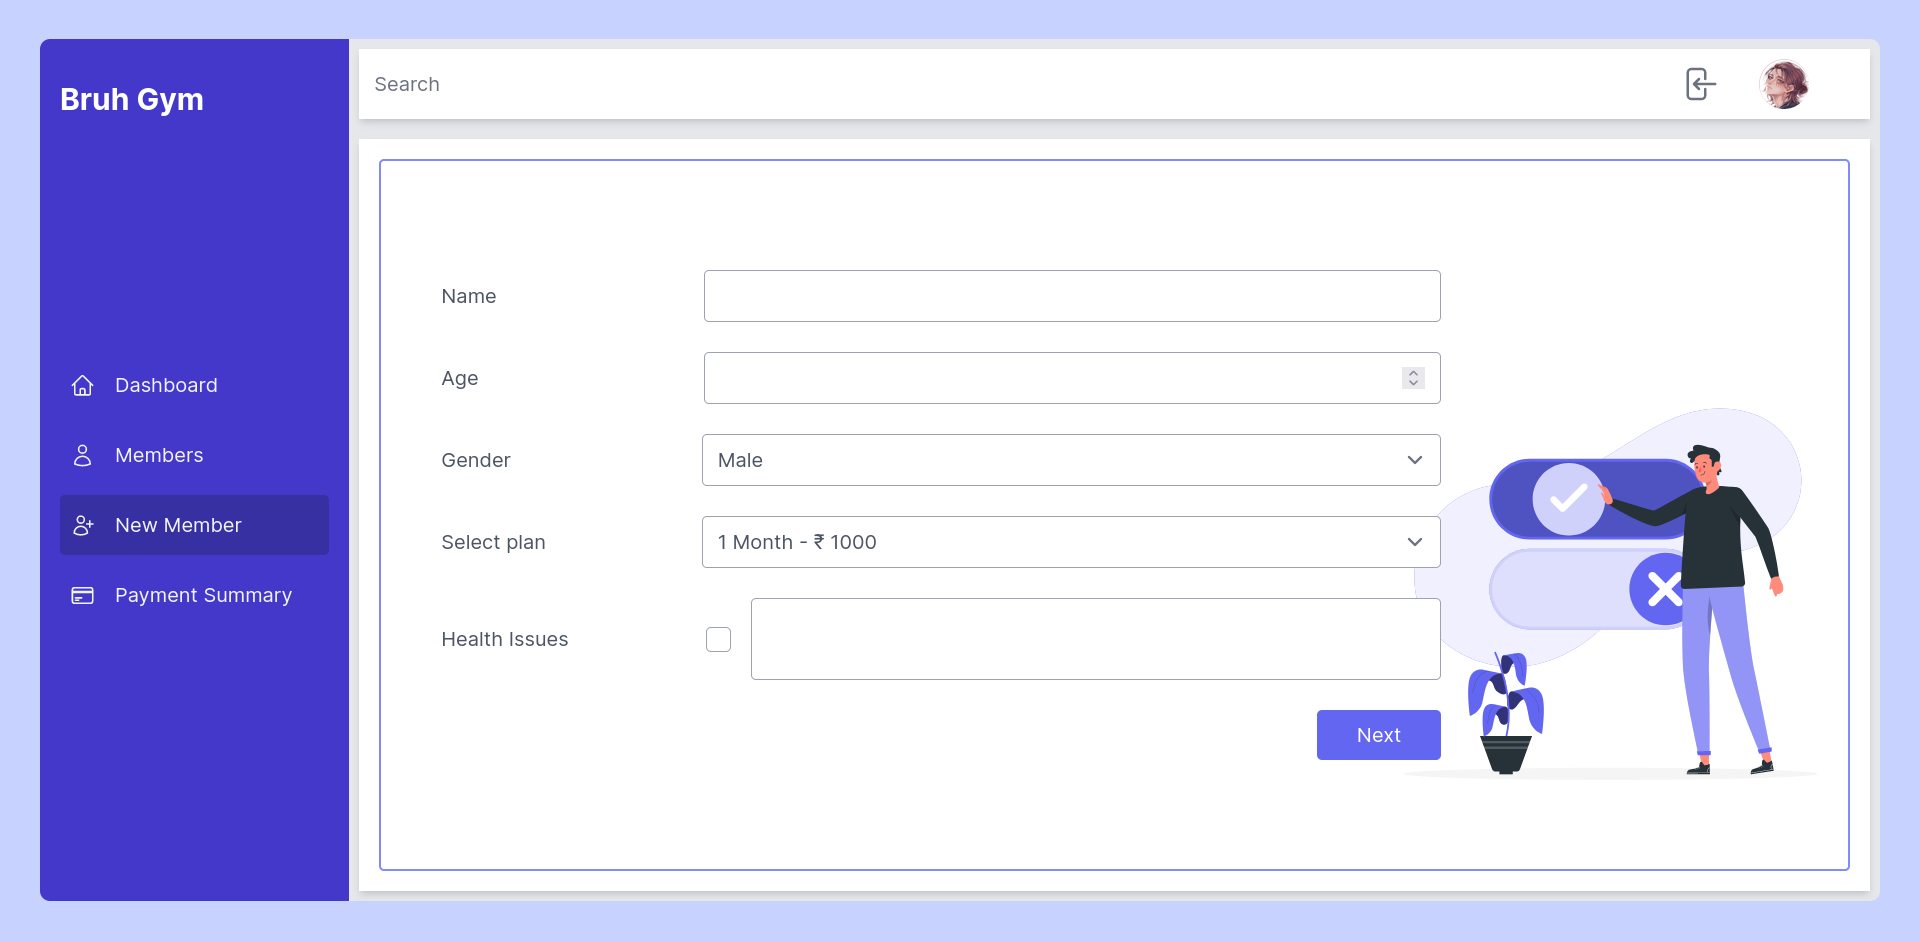 Bruh Gym
Search
Dashboard
Members
New Member
Payment Summary
Name
Age
Gender
Male
Select plan
1 Month - ₹ 1000
Health Issues
Next